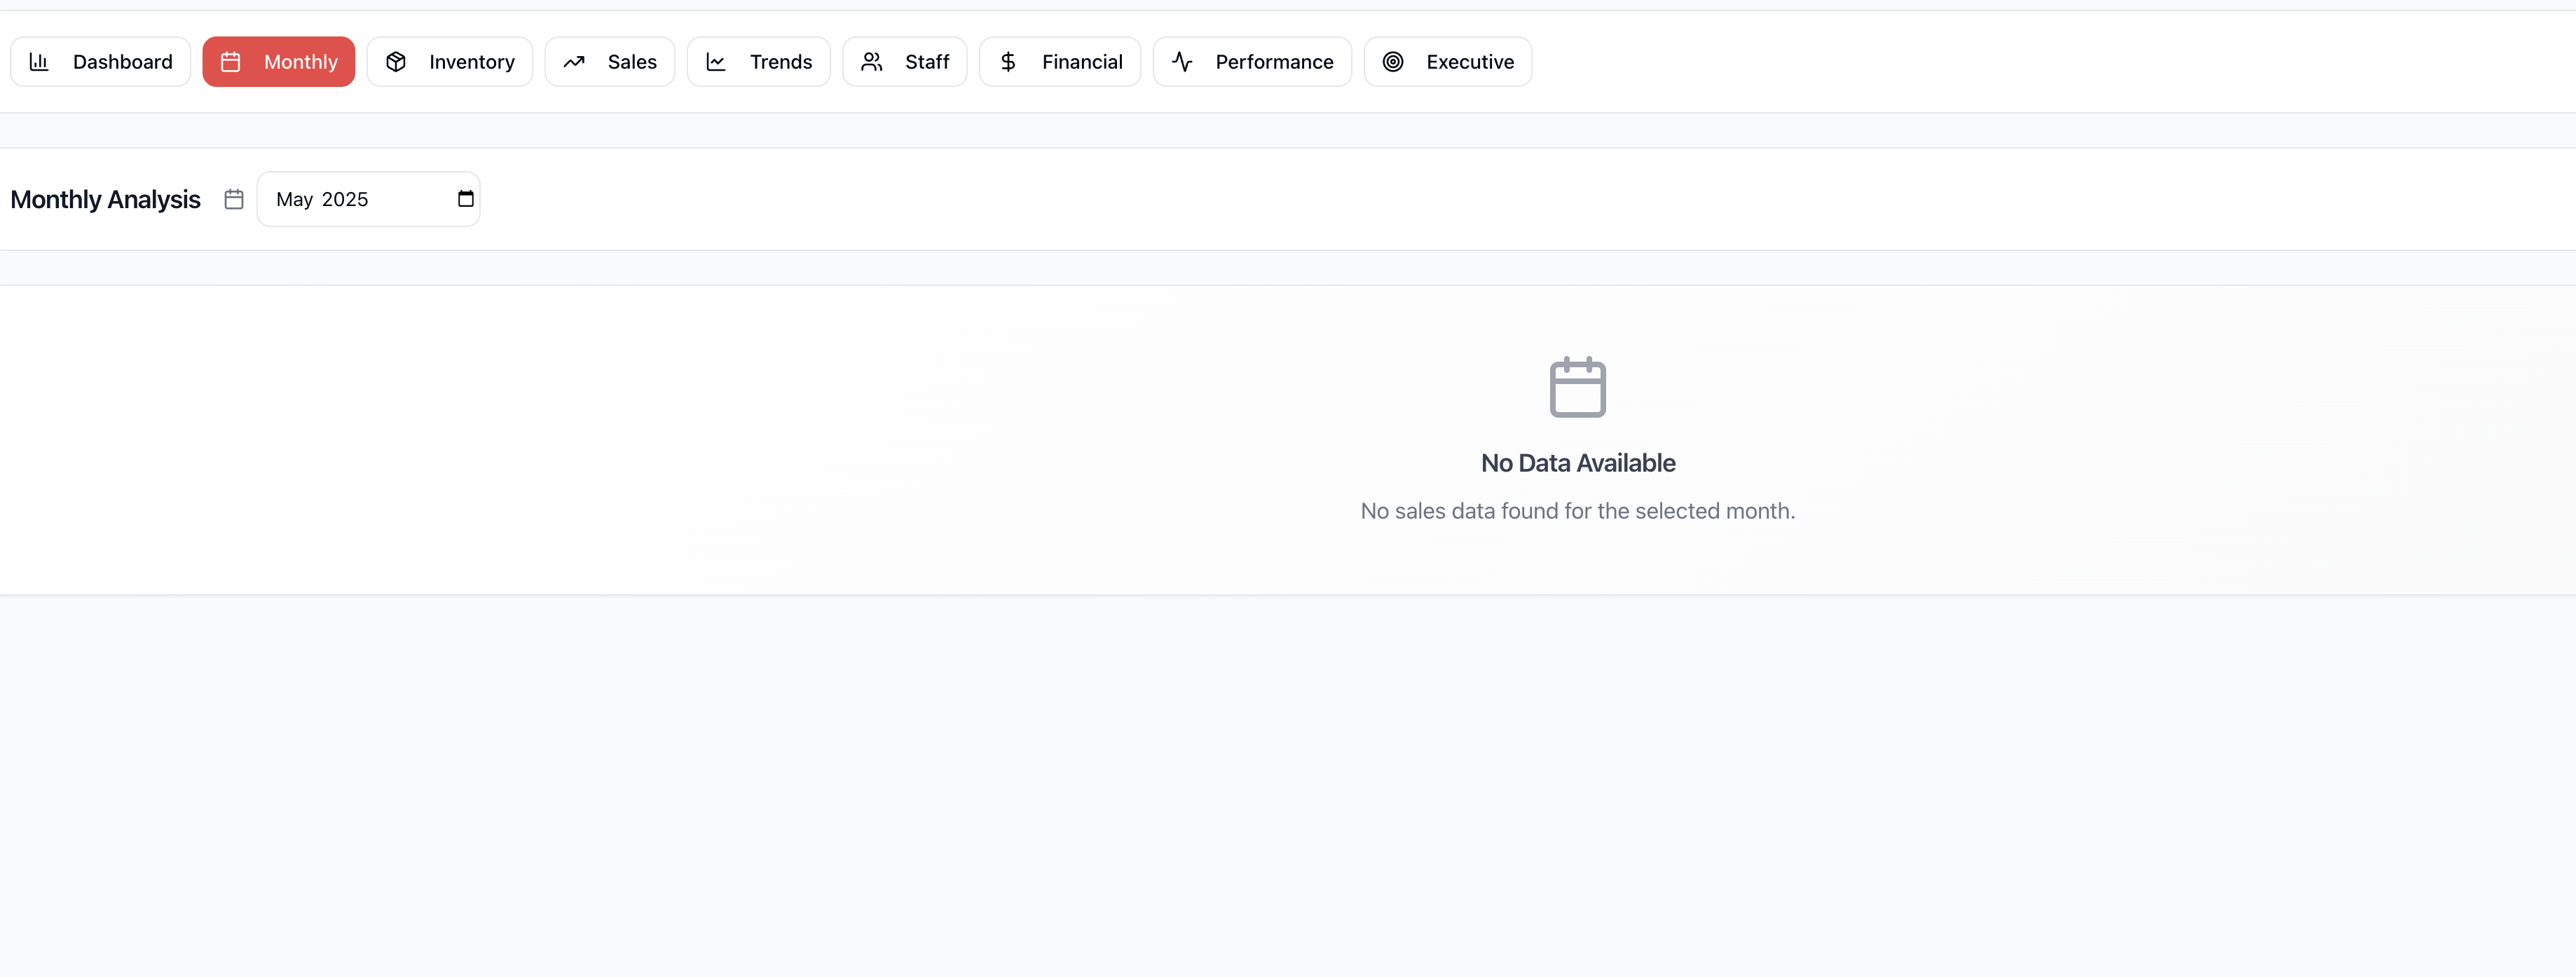 Dashboard Monthly Inventory Sales Trends Staff Financial Performance Executive
Monthly Analysis May 2025
No Data Available
No sales data found for the selected month.